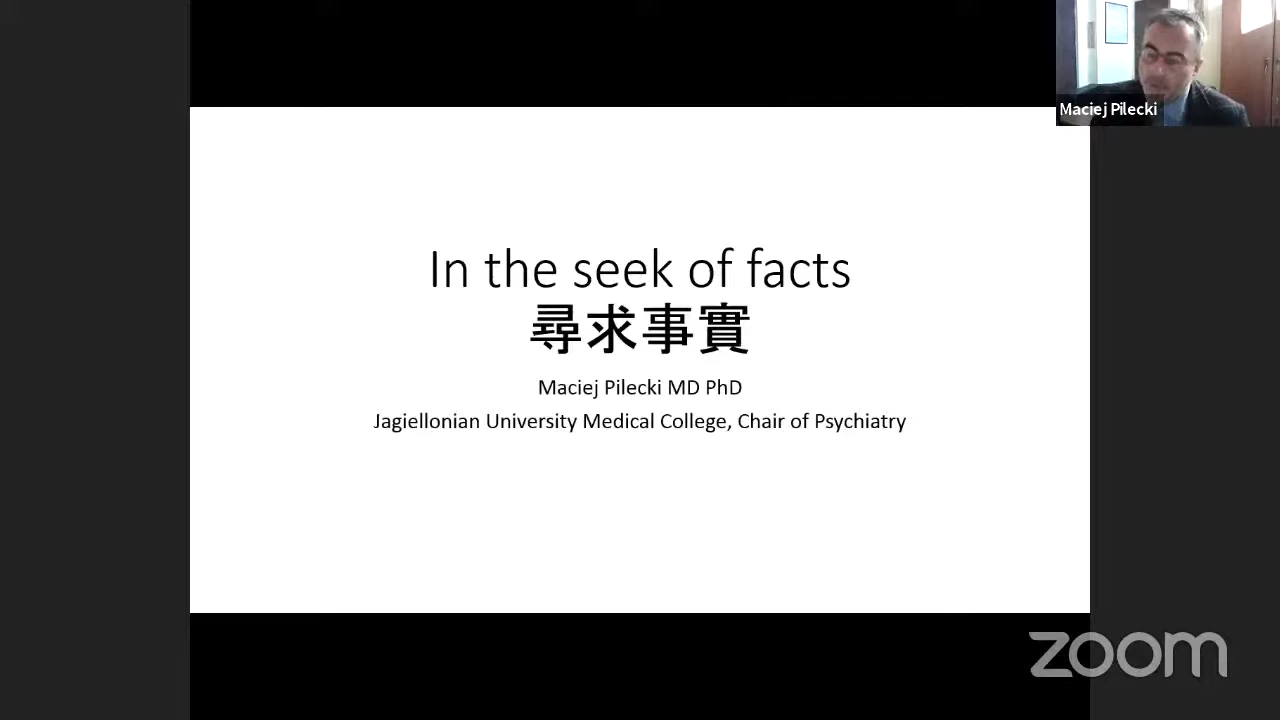 Maciej Pilecki
In the seek of facts
尋求事實
Maciej Pilecki MD PhD
Jagiellonian University Medical College, Chair of Psychiatry
zoom